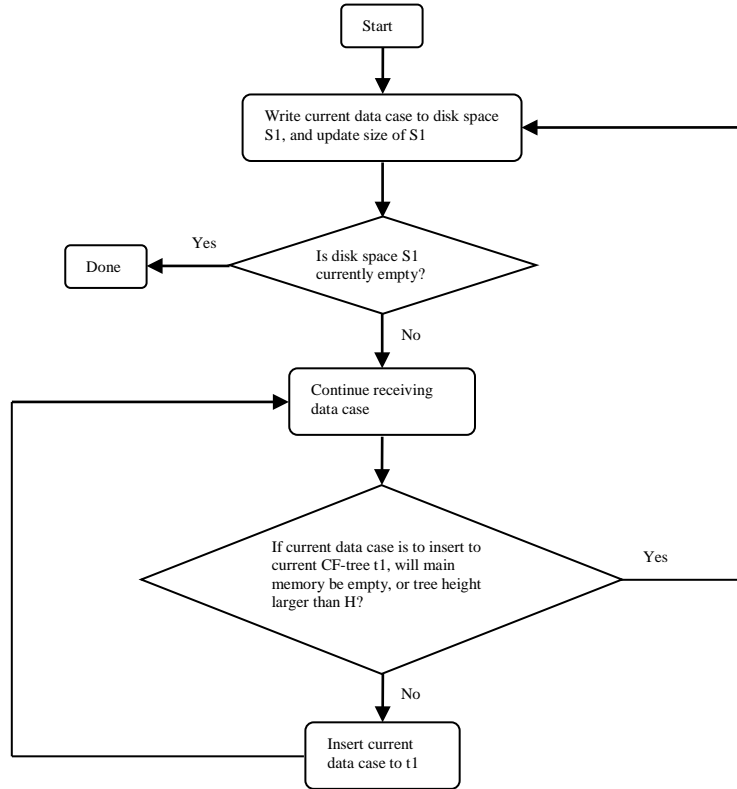 Start
Write current data case to disk space
S1, and update size of S1
Yes
Is disk space S1
currently empty?
Done
No
Continue receiving
data case
If current data case is to insert to
current CF-tree t1, will main
memory be empty, or tree height
larger than H?
Yes
No
Insert current
data case to t1